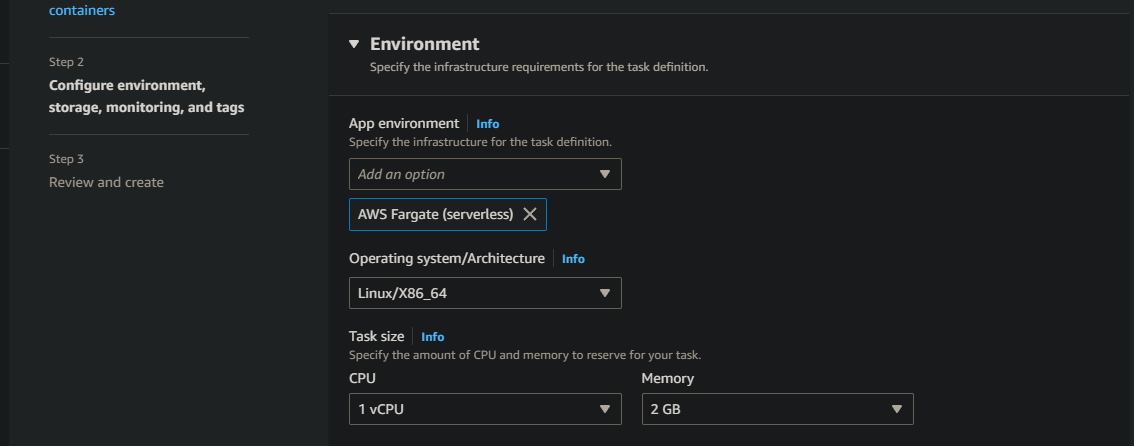 containers
Step 2
Configure environment,
storage, monitoring, and tags
Step 3
Review and create
Environment
Specify the infrastructure requirements for the task definition.
App environment Info
Specify the infrastructure for the task definition.
Add an option
AWS Fargate (serverless)
Operating system/Architecture Info
Linux/X86_64
Task size Info
Specify the amount of CPU and memory to reserve for your task.
CPU Memory
1 vCPU 2 GB